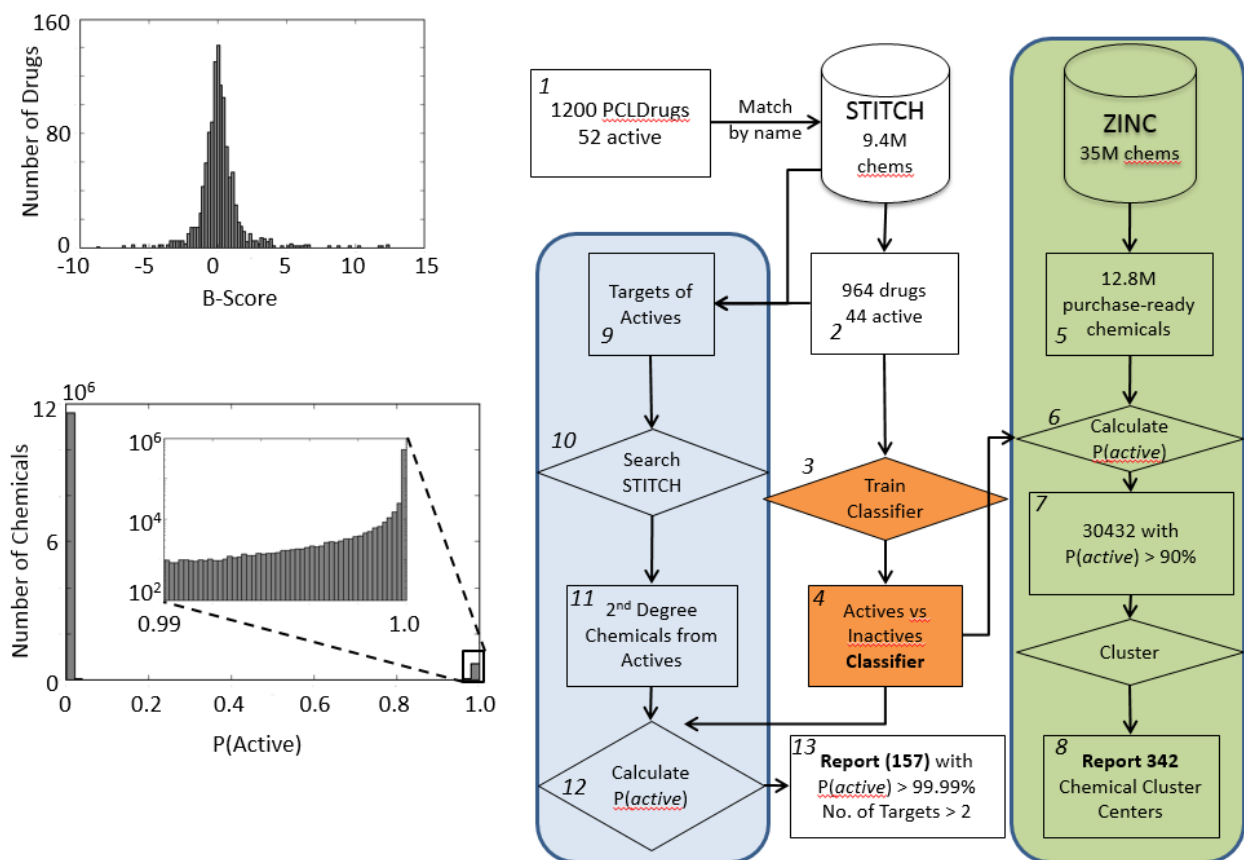 160
80
0
-10
-5
0
5
10
15
Number of Drugs
B-Score
10⁶
12
6
0
0
0.2
0.4
0.6
0.8
1.0
Number of Chemicals
P(Active)
10⁶
10⁴
10²
0.99
1.0
1
1200 PCLDrugs
52 active
Match
by name
STITCH
9.4M
chems
ZINC
35M chems
Targets of
Actives
9
964 drugs
44 active
2
12.8M
purchase-ready
chemicals
5
10
Search
STITCH
3
Train
Classifier
6
Calculate
P(active)
7
30432 with
P(active) > 90%
11
2nd Degree
Chemicals from
Actives
4
Actives vs
Inactives
Classifier
Cluster
12
Calculate
P(active)
13
Report (157) with
P(active) > 99.99%
No. of Targets > 2
8
Report 342
Chemical Cluster
Centers